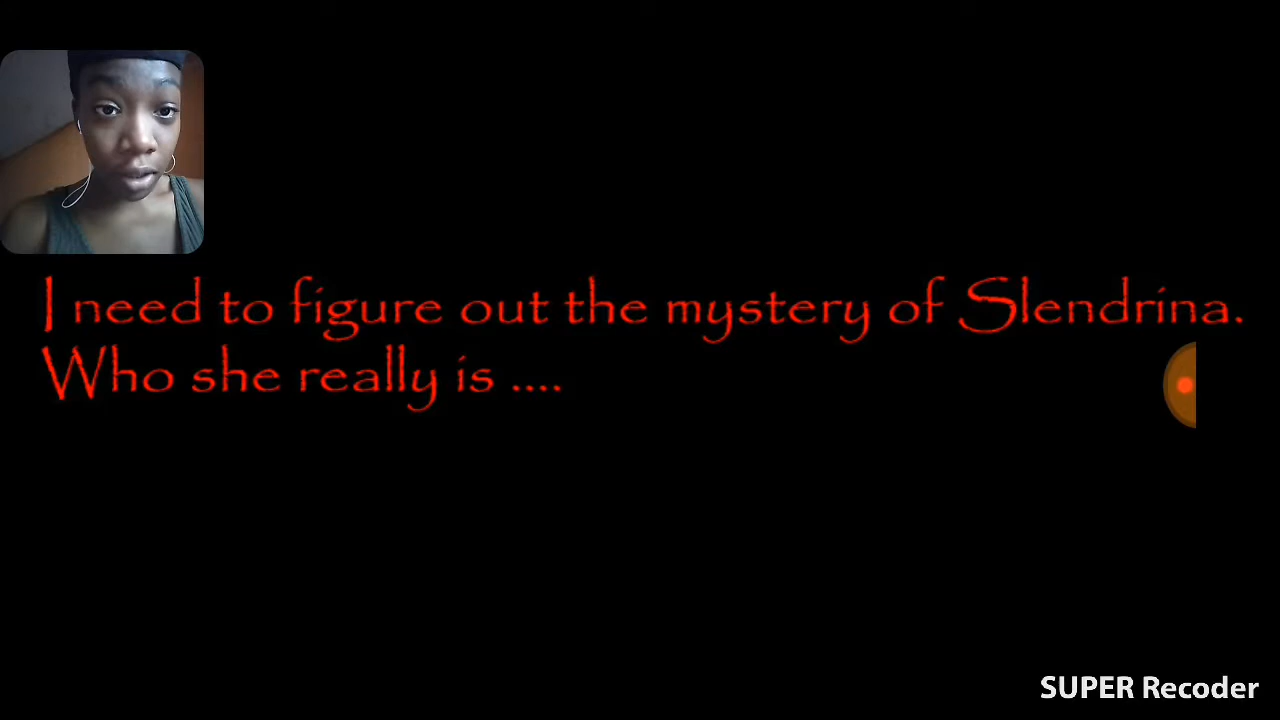 I need to figure out the mystery of Slendrina.
Who she really is ....
SUPER Recoder